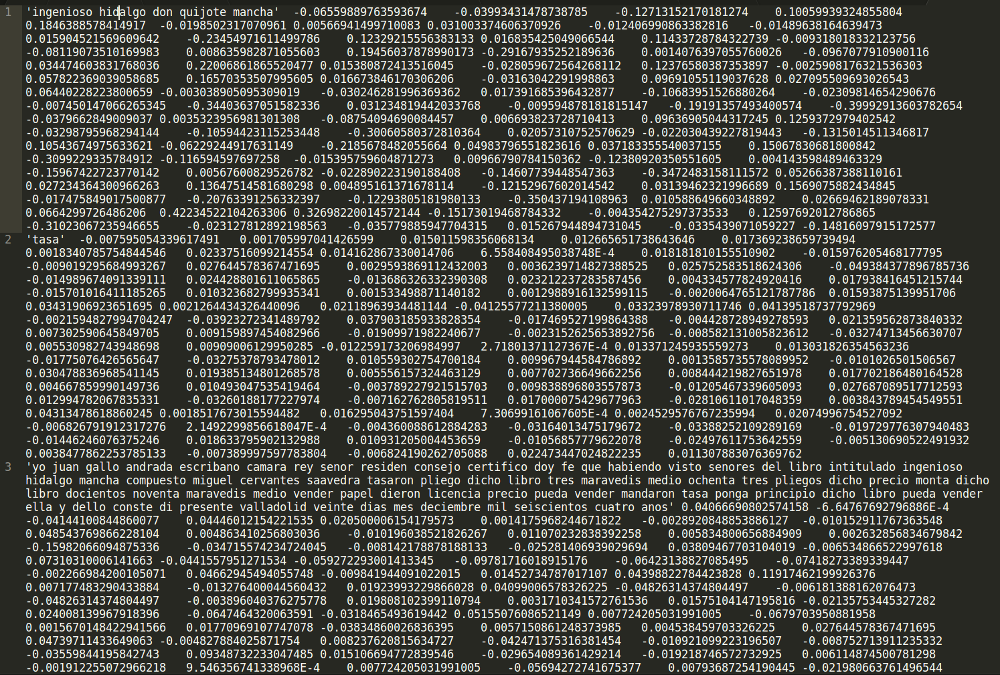 1 'ingenioso hidalgo don quijote mancha' -0.06559889763593674 -0.03993431478738785 -0.12713152170181274 0.10059939324855804
0.1846388578414917 -0.0198502317070961 0.00566941499710083 0.031003374606370926 -0.012406990863382816 -0.01489638164639473
0.015904521569609642 -0.23454971611499786 0.12329215556383133 0.016835425049066544 0.11433728784322739 -0.009318018332123756
-0.08119073510169983 0.008635982871055603 0.19456037878990173 -0.29167935252189636 0.0014076397055760026 -0.0967077910900116
0.034474603831768036 0.22006861865520477 0.015380872413516045 -0.028059672564268112 0.12376580387353897 -0.0025908176321536303
0.057822369039058685 0.16570353507995605 0.016673846170306206 -0.03163042291998863 0.09691055119037628 0.027095509693026543
0.06440228223800659 -0.003038905095309019 -0.030246281996369362 0.017391685396432877 -0.10683951526880264 -0.02309814654290676
-0.007450147066265345 -0.34403637051582336 0.031234819442033768 -0.009594878181815147 -0.19191357493400574 -0.39992913603782654
-0.0379662849009037 0.0035323956981301308 -0.08754094690084457 0.006693823728710413 0.09636905044317245 0.1259372979402542
-0.03298795968294144 -0.10594423115253448 -0.30060580372810364 0.02057310752570629 -0.022030439227819443 -0.1315014511346817
0.10543674975633621 -0.06229244917631149 -0.2185678482055664 0.04983796551823616 0.037183355540037155 0.15067830681800842
-0.3099229335784912 -0.116594597697258 -0.015395759604871273 0.00966790784150362 -0.12380920350551605 0.004143598489463329
-0.15967422723770142 0.00567600829526782 -0.022890223190188408 -0.14607739448547363 -0.3472483158111572 0.05266387388110161
0.027234364300966263 0.13647514581680298 0.004895161371678114 -0.12152967602014542 0.03139462321996689 0.1569075882434845
-0.017475849017500877 -0.20763391256332397 -0.12293805181980133 -0.350437194108963 0.010588649660348892 0.02669462189078331
0.0664299726486206 0.42234522104263306 0.32698220014572144 -0.15173019468784332 -0.004354275297373533 0.12597692012786865
-0.31023067235946655 -0.023127812892198563 -0.035779885947704315 0.015267944894731045 -0.0335439071059227 -0.14816097915172577
2 'tasa' -0.007595054339617491 0.001705997041426599 0.015011598356068134 0.012665651738643646 0.017369238659739494
0.0018340785754844546 0.02337516099214554 0.014162867330014706 6.558408495038748E-4 0.018181810155510902 -0.015976205468177795
-0.009019295684993267 0.027644578367471695 0.0029593869112432003 0.0036239714827388525 0.025752583518624306 -0.049384377896785736
-0.014989674091339111 0.0244288011611065865 -0.013686326332390308 0.023212237283587456 0.004334577824920416 0.017938416451215744
-0.015701016411185265 0.010323682799935341 0.001533498871140182 0.0012988916132599115 -0.0020064765121787786 0.01593875139951706
0.03431906923651695 0.0021264434326440096 0.02118963934481144 -0.04125577211380005 0.03323978930711746 0.04139518737792969
-0.0021594827994704247 -0.03923272341489792 0.037903185933828354 -0.017469527199864388 -0.004428728949278593 0.021359562873840332
0.007302590645849705 0.009159897454082966 -0.01909971982240677 -0.0023152625653892756 -0.008582131005823612 -0.03274713456630707
0.005530982743948698 0.00909006129950285 -0.012259173206984997 2.71801371127367E-4 0.013371245935559273 0.013031826354563236
-0.01775076426565647 -0.03275378793478012 0.010559302754700184 0.009967944584786892 0.0013585735578089952 -0.01010265015​06567
0.030478836968541145 0.019385134801268578 0.005556157324463129 0.007702736649662256 0.008444219827651978 0.017702186480164528
0.004667859990149736 0.010493047535419464 -0.003789227921515703 0.009838896803557873 -0.01205467339605093 0.027687089517712593
0.012994782067835331 -0.03260188177227974 -0.007162762805819511 0.017000075429677963 -0.02810611017048359 0.003843789454549551
0.04313478618860245 0.0018517673015594482 0.016295043751597404 7.30699161067605E-4 0.0024529576767235994 0.02074996754527092
-0.006826791912317276 2.1492299856618047E-4 -0.004360088612884283 -0.03164013475179672 -0.03388252109289169 -0.019729776307940483
-0.01446246076375246 0.018633795902132988 0.010931205004453659 -0.01056857779622078 -0.02497611753642559 -0.005130690522491932
0.0038477862253785133 -0.007389997597783804 -0.006824190262705088 0.022473447024822235 0.011307883076369762
3 'yo juan gallo andrada escribano camara rey senor residen consejo certifico doy fe que habiendo visto senores del libro intitulado ingenioso
hidalgo mancha compuesto miguel cervantes saavedra tasaron pliego dicho libro tres maravedis medio ochenta tres pliegos dicho precio monta dicho
libro docientos noventa maravedis medio vender papel dieron licencia precio pueda vender mandaron tasa ponga principio dicho libro pueda vender
ella y dello conste di presente valladolid veinte dias mes deciembre mil seiscientos cuatro anos' 0.04066690802574158 -6.64767692796886E-4
-0.04144100844860077 0.04446012154221535 0.020500006154179573 0.0014175968244671822 -0.0028920848853886127 -0.010152911767363548
0.048543769866228104 0.004863410256803036 -0.010196038521826267 0.011070232838392258 0.005834800656884909 0.002632856834679842
-0.15982066094875336 -0.034715574234724045 -0.008142178878188133 -0.025281406939029694 0.03809467703104019 -0.006534866522997618
0.07310310006141663 -0.0441557951271534 -0.059272293001413345 -0.09781716018915176 -0.06423138827085495 -0.07418273389339447
-0.002266984200105071 0.04662945494055748 -0.009841944091022015 0.01452734787017107 0.04398822784423828 0.11917462199926376
0.007177483290433884 -0.013276400044560432 0.01923993229866028 0.04099006578326225 -0.04826314374804497 -0.006181388162076473
-0.04826314374804497 -0.003896040376275778 0.019808102399110794 0.0031710341572761536 0.01575104147195816 -0.02135753445327282
0.024008139967918396 -0.0647464320063591 -0.0318465493619442 0.05155076086521149 0.007724205031991005 -0.0679703950881958
0.0015670148422941566 0.01770969107747078 -0.03834860026836395 0.0057150861248373985 0.004538459703326225 0.027644578367471695
0.04739711433649063 -0.004827884025871754 0.008237620815634727 -0.042471375316381454 -0.010921099223196507 -0.008752713911235332
-0.03559844195842743 0.09348732233047485 0.015106694772839546 -0.029654089361429214 -0.019218746572732925 0.006114874500781298
-0.001912255072966218 9.546356741338968E-4 0.007724205031991005 -0.05694272741675377 0.00793687254190445 -0.021980663761496544